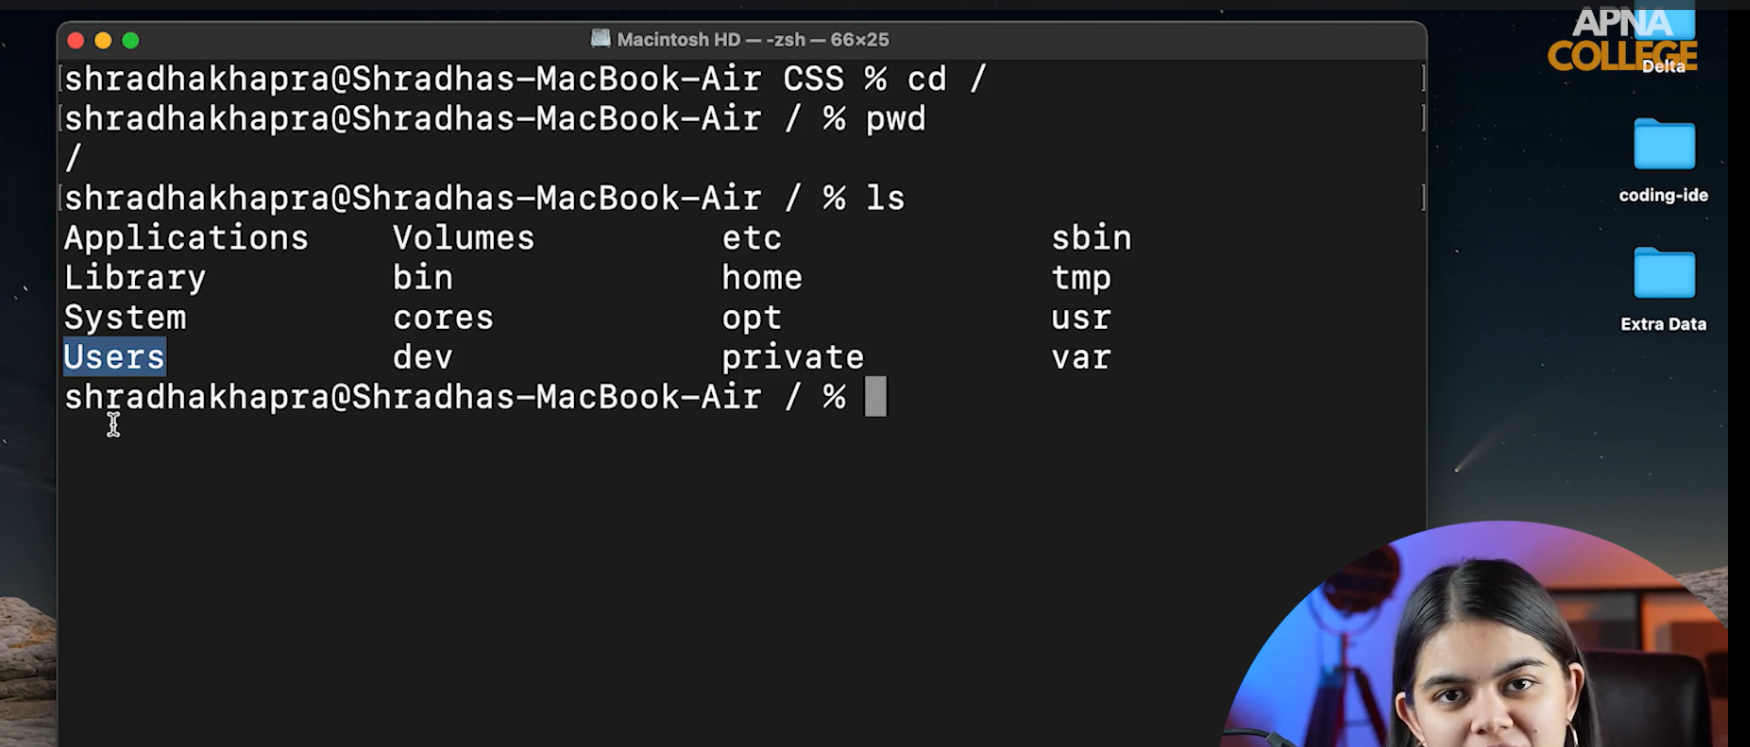 Macintosh HD — -zsh — 66×25
shradhakhapra@Shradhas-MacBook-Air CSS % cd /
shradhakhapra@Shradhas-MacBook-Air / % pwd
/
shradhakhapra@Shradhas-MacBook-Air / % ls
Applications Volumes etc sbin
Library bin home tmp
System cores opt usr
Users dev private var
shradhakhapra@Shradhas-MacBook-Air / %
APNA
COLLEGE
Delta
coding-ide
Extra Data